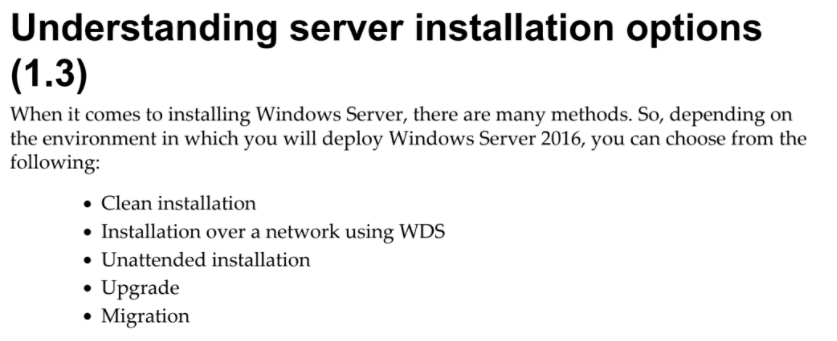 Understanding server installation options
(1.3)
When it comes to installing Windows Server, there are many methods. So, depending on
the environment in which you will deploy Windows Server 2016, you can choose from the
following:
• Clean installation
• Installation over a network using WDS
• Unattended installation
• Upgrade
• Migration